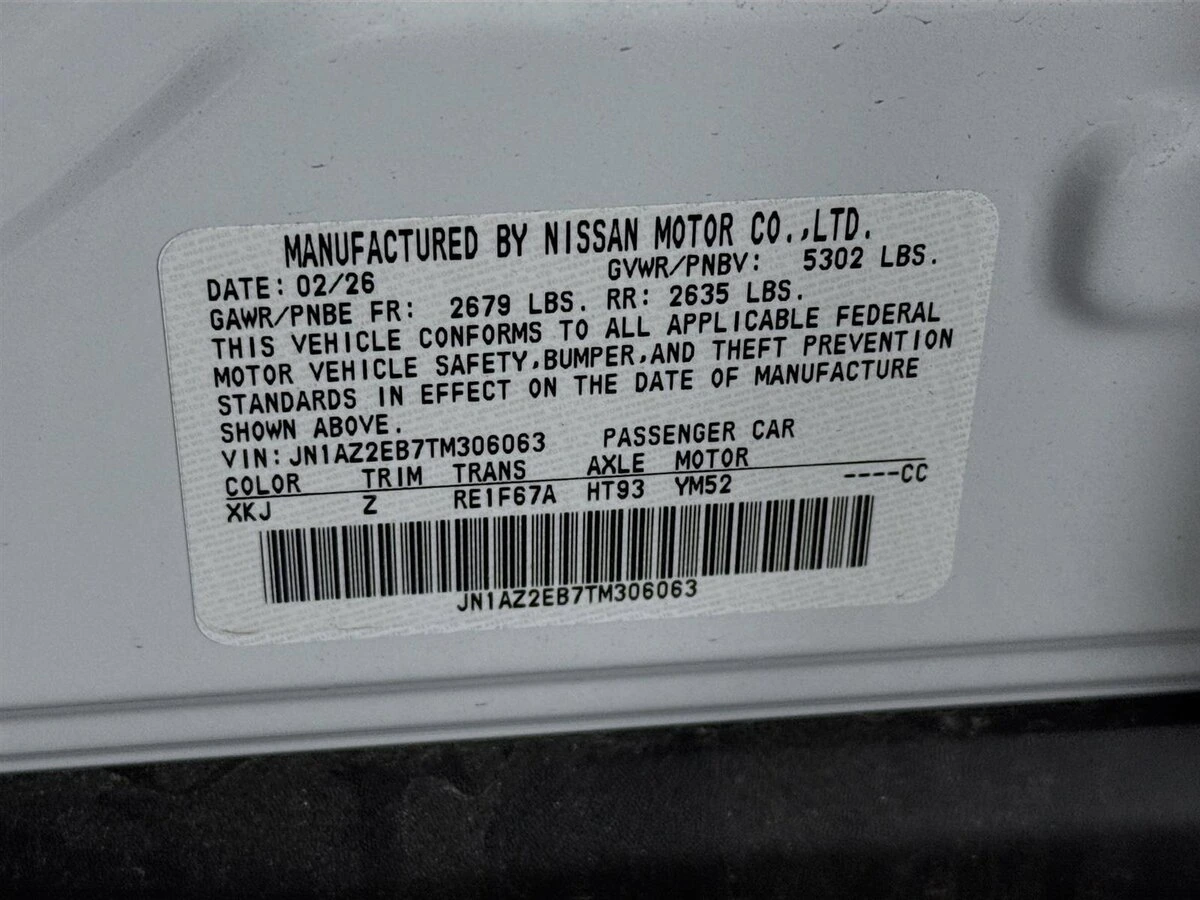 MANUFACTURED BY NISSAN MOTOR CO.,LTD.
DATE: 02/26 GVWR/PNBV: 5302 LBS.
GAWR/PNBE FR: 2679 LBS. RR: 2635 LBS.
THIS VEHICLE CONFORMS TO ALL APPLICABLE FEDERAL
MOTOR VEHICLE SAFETY,BUMPER,AND THEFT PREVENTION
STANDARDS IN EFFECT ON THE DATE OF MANUFACTURE
SHOWN ABOVE.
VIN:JN1AZ2EB7TM306063 PASSENGER CAR
COLOR TRIM TRANS AXLE MOTOR
XKJ Z RE1F67A HT93 YM52 ----CC
JN1AZ2EB7TM306063